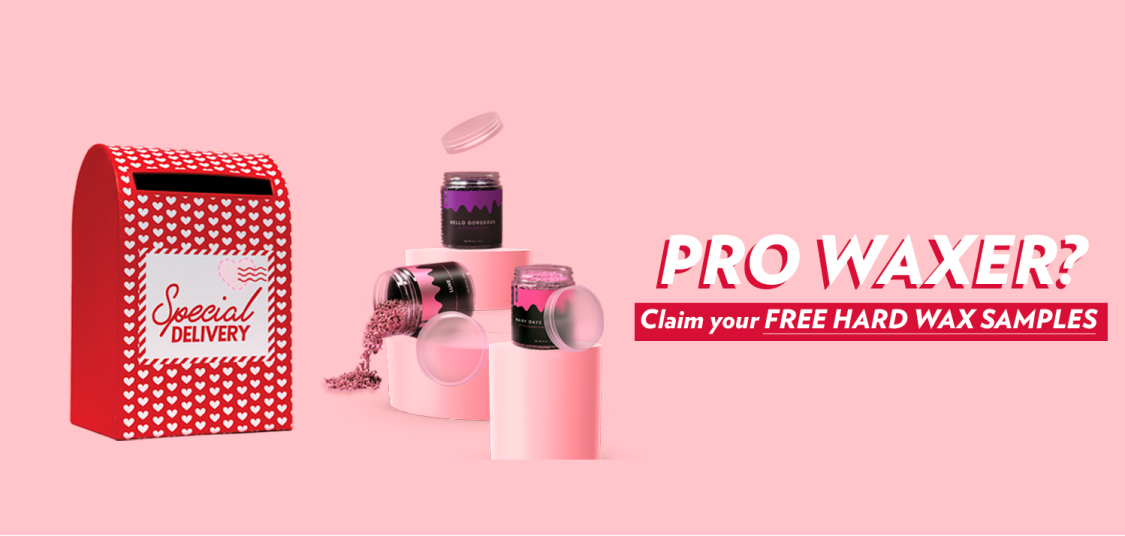 Special
DELIVERY
HELLO GORGEOUS
PRO WAXER?
Claim your FREE HARD WAX SAMPLES